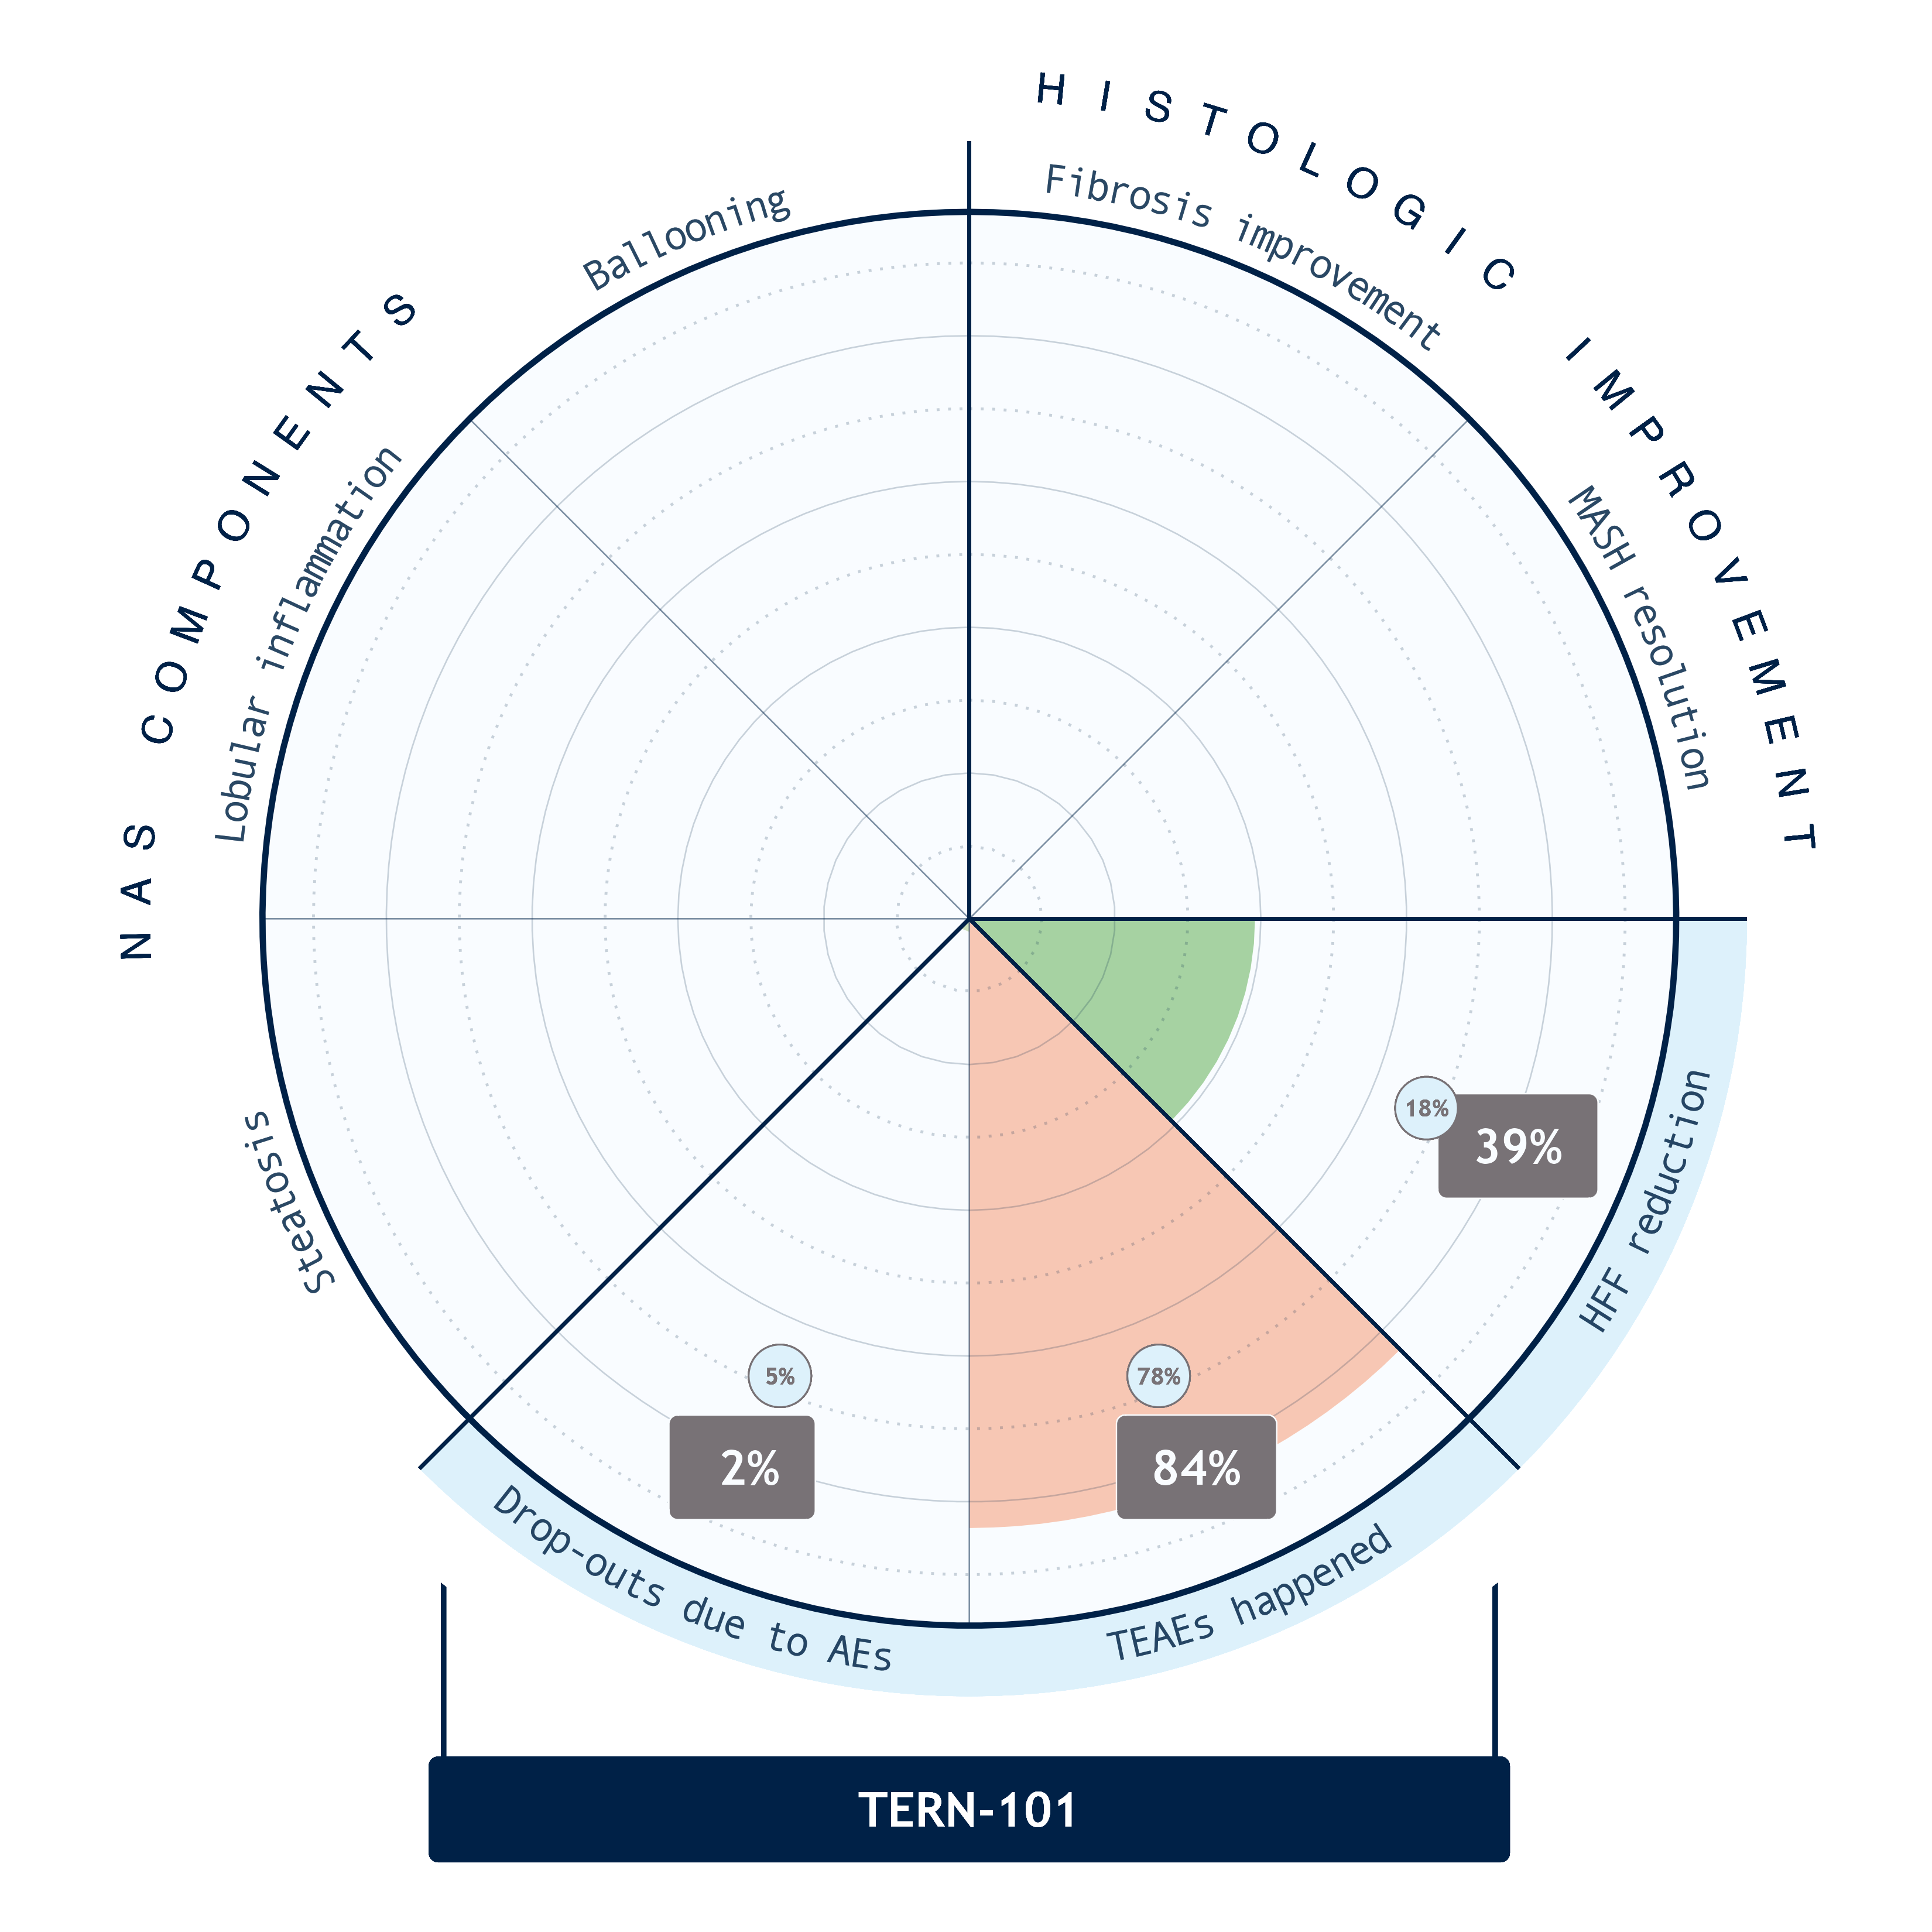 HISTOLOGIC IMPROVEMENT
Fibrosis improvement
MASH resolution
NAS COMPONENTS
Ballooning
Lobular inflammation
Steatosis
18%
39%
HFF reduction
5%
2%
Drop-outs due to AEs
78%
84%
TEAEs happened
TERN-101